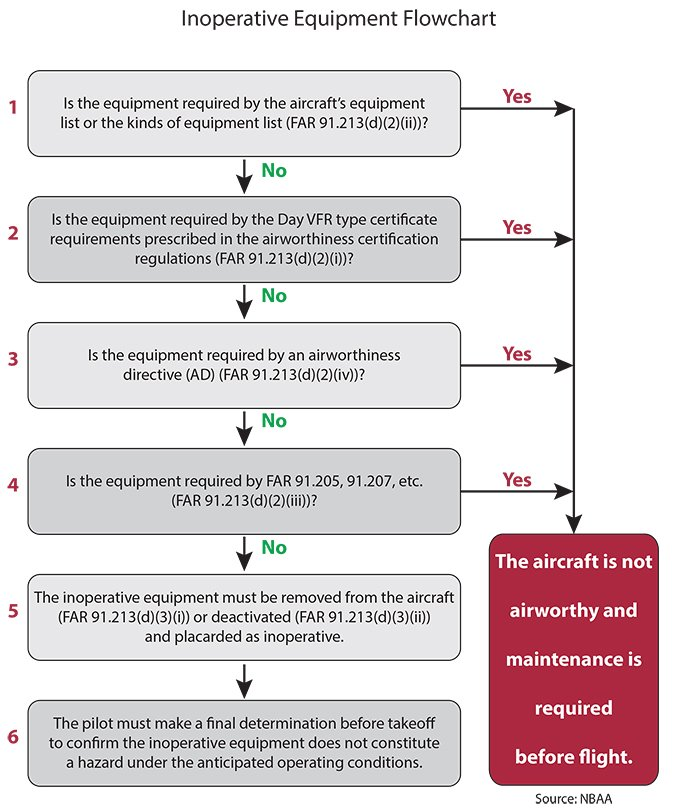 Inoperative Equipment Flowchart
1
Is the equipment required by the aircraft's equipment
list or the kinds of equipment list (FAR 91.213(d)(2)(ii))?
Yes
No
2
Is the equipment required by the Day VFR type certificate
requirements prescribed in the airworthiness certification
regulations (FAR 91.213(d)(2)(i))?
Yes
No
3
Is the equipment required by an airworthiness
directive (AD) (FAR 91.213(d)(2)(iv))?
Yes
No
4
Is the equipment required by FAR 91.205, 91.207, etc.
(FAR 91.213(d)(2)(iii))?
Yes
No
5
The inoperative equipment must be removed from the aircraft
(FAR 91.213(d)(3)(i)) or deactivated (FAR 91.213(d)(3)(ii))
and placarded as inoperative.
6
The pilot must make a final determination before takeoff
to confirm the inoperative equipment does not constitute
a hazard under the anticipated operating conditions.
The aircraft is not
airworthy and
maintenance is
required
before flight.
Source: NBAA